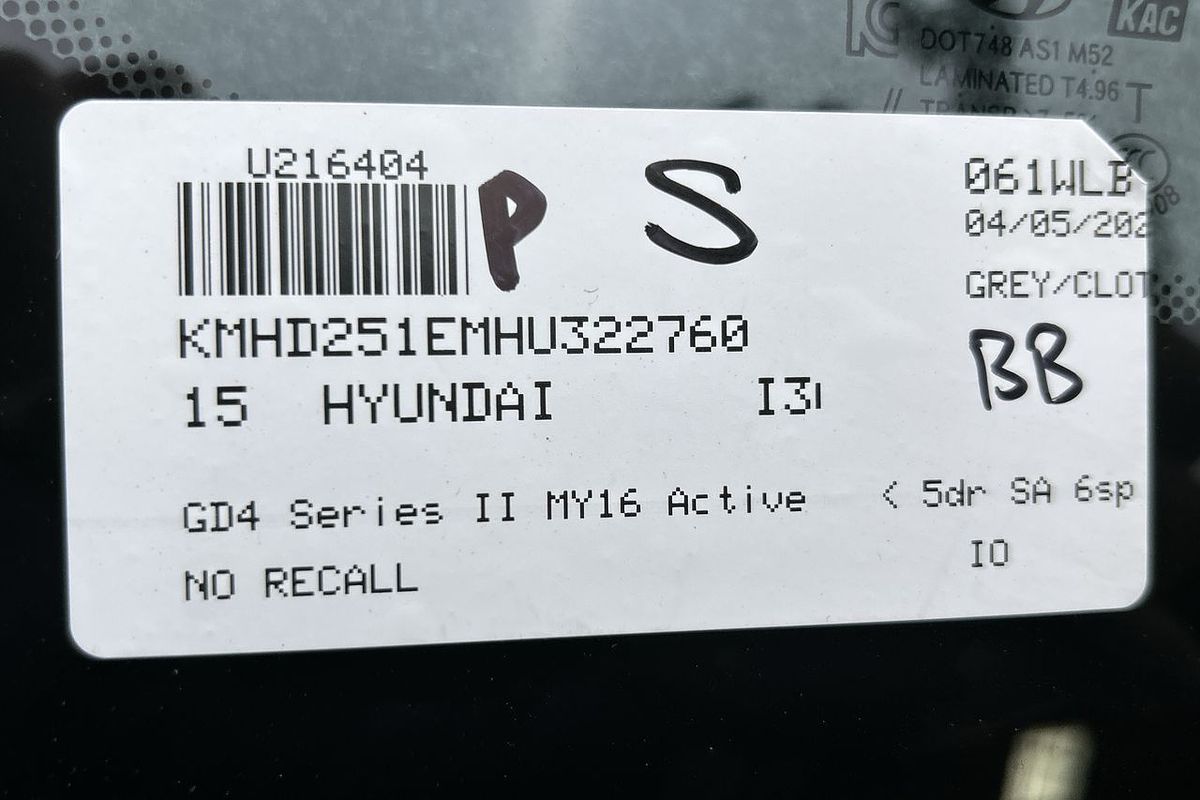 KAC
DOT748 AS1 M52
LAMINATED T4.96
T
U216404
P S
061WLB
04/05/202
GREY/CLOT
BB
KMHD251EMHU322760
15 HYUNDAI I3
GD4 Series II MY16 Active < 5dr SA 6sp
NO RECALL IO